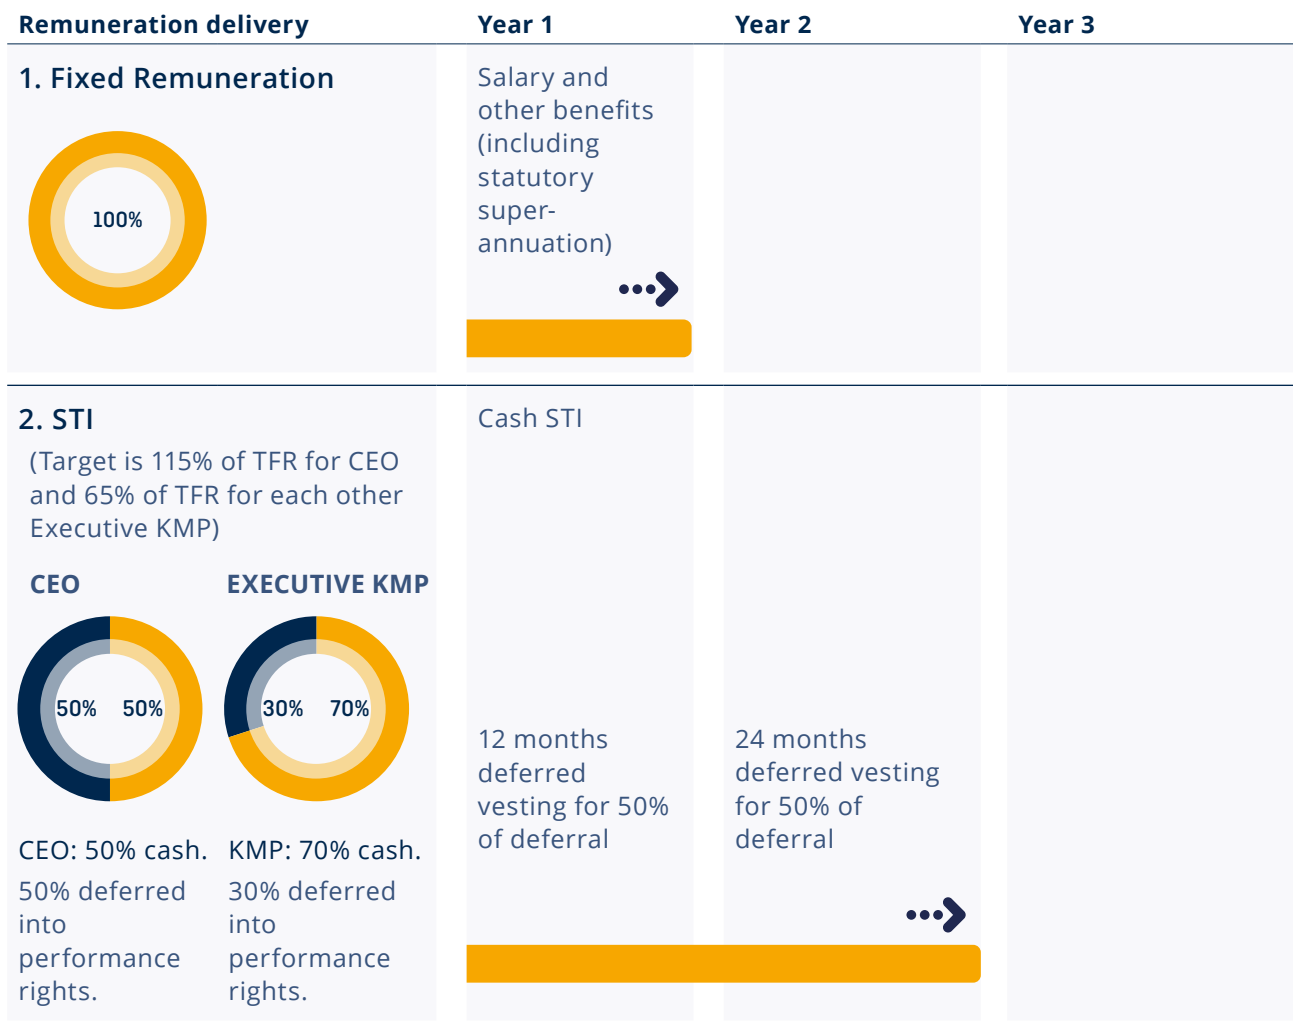 Remuneration delivery
Year 1
Year 2
Year 3
1. Fixed Remuneration
100%
Salary and
other benefits
(including
statutory
super-
annuation)
2. STI
(Target is 115% of TFR for CEO
and 65% of TFR for each other
Executive KMP)
CEO
EXECUTIVE KMP
50% 50%
30% 70%
CEO: 50% cash.
50% deferred
into
performance
rights.
KMP: 70% cash.
30% deferred
into
performance
rights.
Cash STI
12 months
deferred
vesting for 50%
of deferral
24 months
deferred vesting
for 50% of
deferral